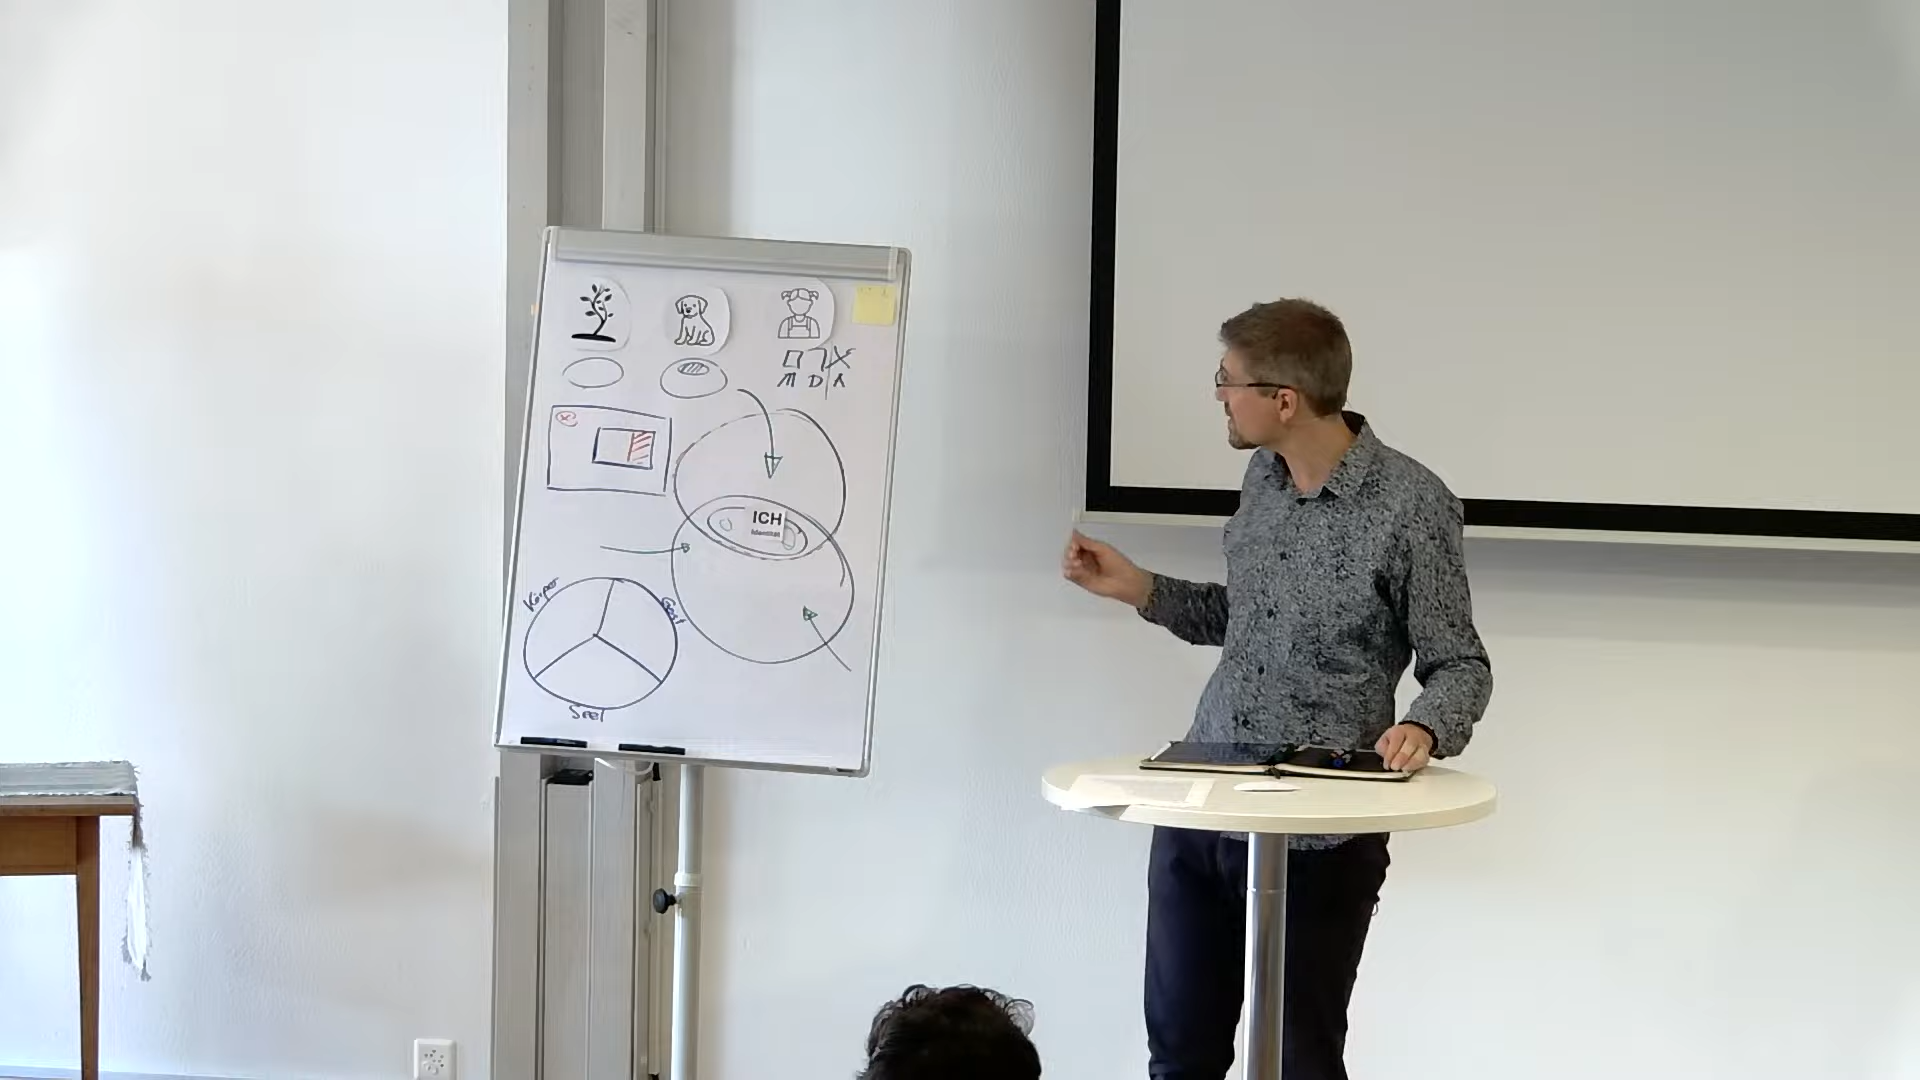 M D A
ICH
Identität
Körper
Geist
Seel